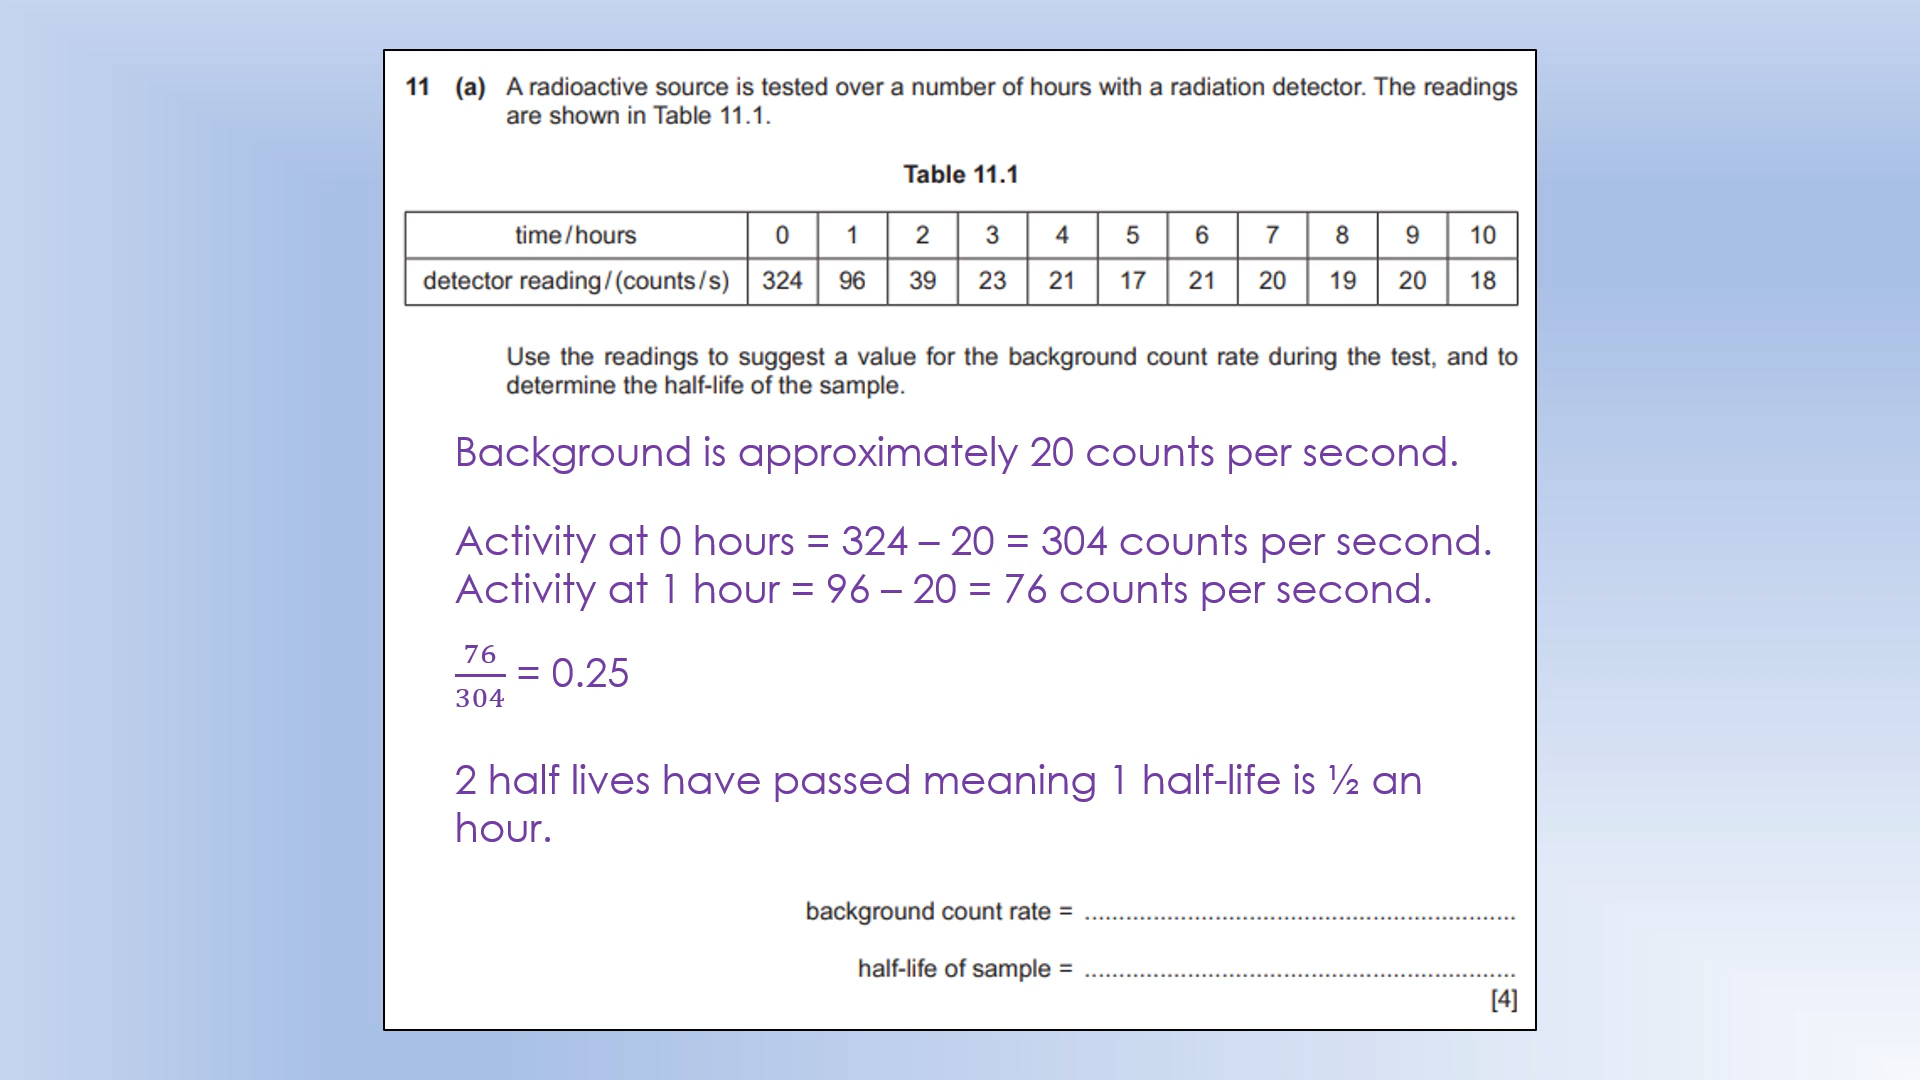 11 (a) A radioactive source is tested over a number of hours with a radiation detector. The readings
are shown in Table 11.1.
Table 11.1
time/hours 0 1 2 3 4 5 6 7 8 9 10
detector reading/(counts/s) 324 96 39 23 21 17 21 20 19 20 18
Use the readings to suggest a value for the background count rate during the test, and to
determine the half-life of the sample.
Background is approximately 20 counts per second.
Activity at 0 hours = 324 – 20 = 304 counts per second.
Activity at 1 hour = 96 – 20 = 76 counts per second.
76/304 = 0.25
2 half lives have passed meaning 1 half-life is ½ an
hour.
background count rate = ................................................................
half-life of sample = ................................................................
[4]